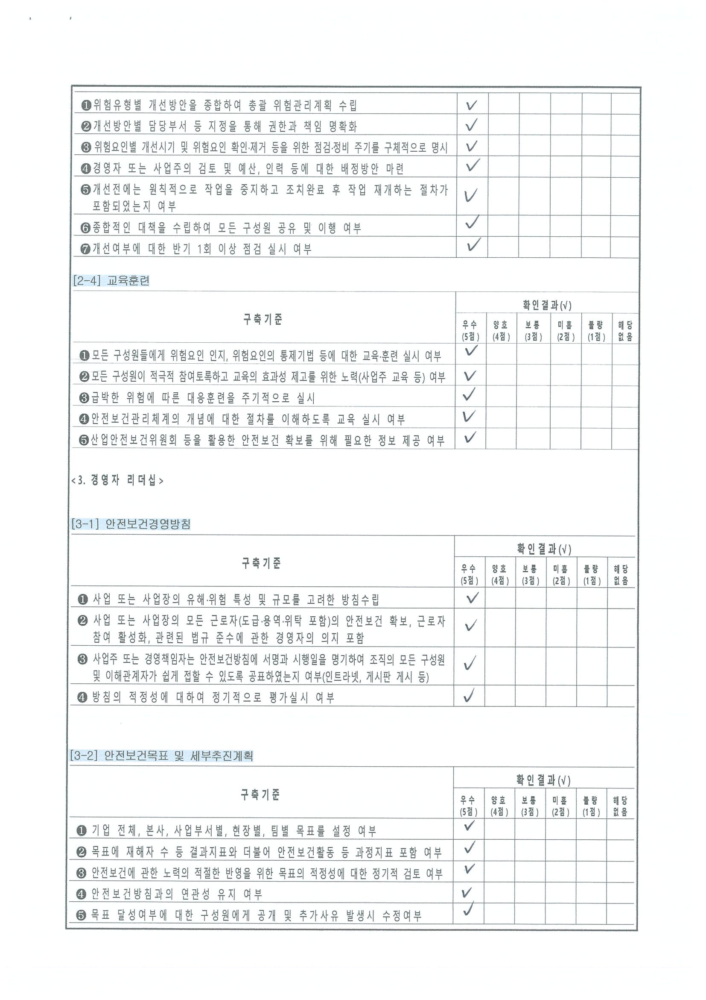 ❶위험유형별 개선방안을 종합하여 총괄 위험관리계획 수립 ✓
❷개선방안별 담당부서 등 지정을 통해 권한과 책임 명확화 ✓
❸위험요인별 개선시기 및 위험요인 확인·제거 등을 위한 점검·정비 주기를 구체적으로 명시 ✓
❹경영자 또는 사업주의 검토 및 예산, 인력 등에 대한 배정방안 마련 ✓
❺개선전에는 원칙적으로 작업을 중지하고 조치완료 후 작업 재개하는 절차가 ✓
포함되었는지 여부
❻종합적인 대책을 수립하여 모든 구성원 공유 및 이행 여부 ✓
❼개선여부에 대한 반기 1회 이상 점검 실시 여부 ✓
[2-4] 교육훈련
구축기준
확인결과(√)
우수 양호 보통 미흡 불량 해당
(5점) (4점) (3점) (2점) (1점) 없음
❶모든 구성원들에게 위험요인 인지, 위험요인의 통제기법 등에 대한 교육·훈련 실시 여부 ✓
❷모든 구성원이 적극적 참여토록하고 교육의 효과성 제고를 위한 노력(사업주 교육 등) 여부 ✓
❸급박한 위험에 따른 대응훈련을 주기적으로 실시 ✓
❹안전보건관리체계의 개념에 대한 절차를 이해하도록 교육 실시 여부 ✓
❺산업안전보건위원회 등을 활용한 안전보건 확보를 위해 필요한 정보 제공 여부 ✓
<3. 경영자 리더십>
[3-1] 안전보건경영방침
구축기준
확인결과(√)
우수 양호 보통 미흡 불량 해당
(5점) (4점) (3점) (2점) (1점) 없음
❶ 사업 또는 사업장의 유해·위험 특성 및 규모를 고려한 방침수립 ✓
❷ 사업 또는 사업장의 모든 근로자(도급·용역·위탁 포함)의 안전보건 확보, 근로자 ✓
참여 활성화, 관련된 법규 준수에 관한 경영자의 의지 포함
❸ 사업주 또는 경영책임자는 안전보건방침에 서명과 시행일을 명기하여 조직의 모든 구성원 ✓
및 이해관계자가 쉽게 접할 수 있도록 공표하였는지 여부(인트라넷, 게시판 게시 등)
❹ 방침의 적정성에 대하여 정기적으로 평가실시 여부 ✓
[3-2] 안전보건목표 및 세부추진계획
구축기준
확인결과(√)
우수 양호 보통 미흡 불량 해당
(5점) (4점) (3점) (2점) (1점) 없음
❶ 기업 전체, 본사, 사업부서별, 현장별, 팀별 목표를 설정 여부 ✓
❷ 목표에 재해자 수 등 결과지표와 더불어 안전보건활동 등 과정지표 포함 여부 ✓
❸ 안전보건에 관한 노력의 적절한 반영을 위한 목표의 적정성에 대한 정기적 검토 여부 ✓
❹ 안전보건방침과의 연관성 유지 여부 ✓
❺ 목표 달성여부에 대한 구성원에게 공개 및 추가사유 발생시 수정여부 ✓